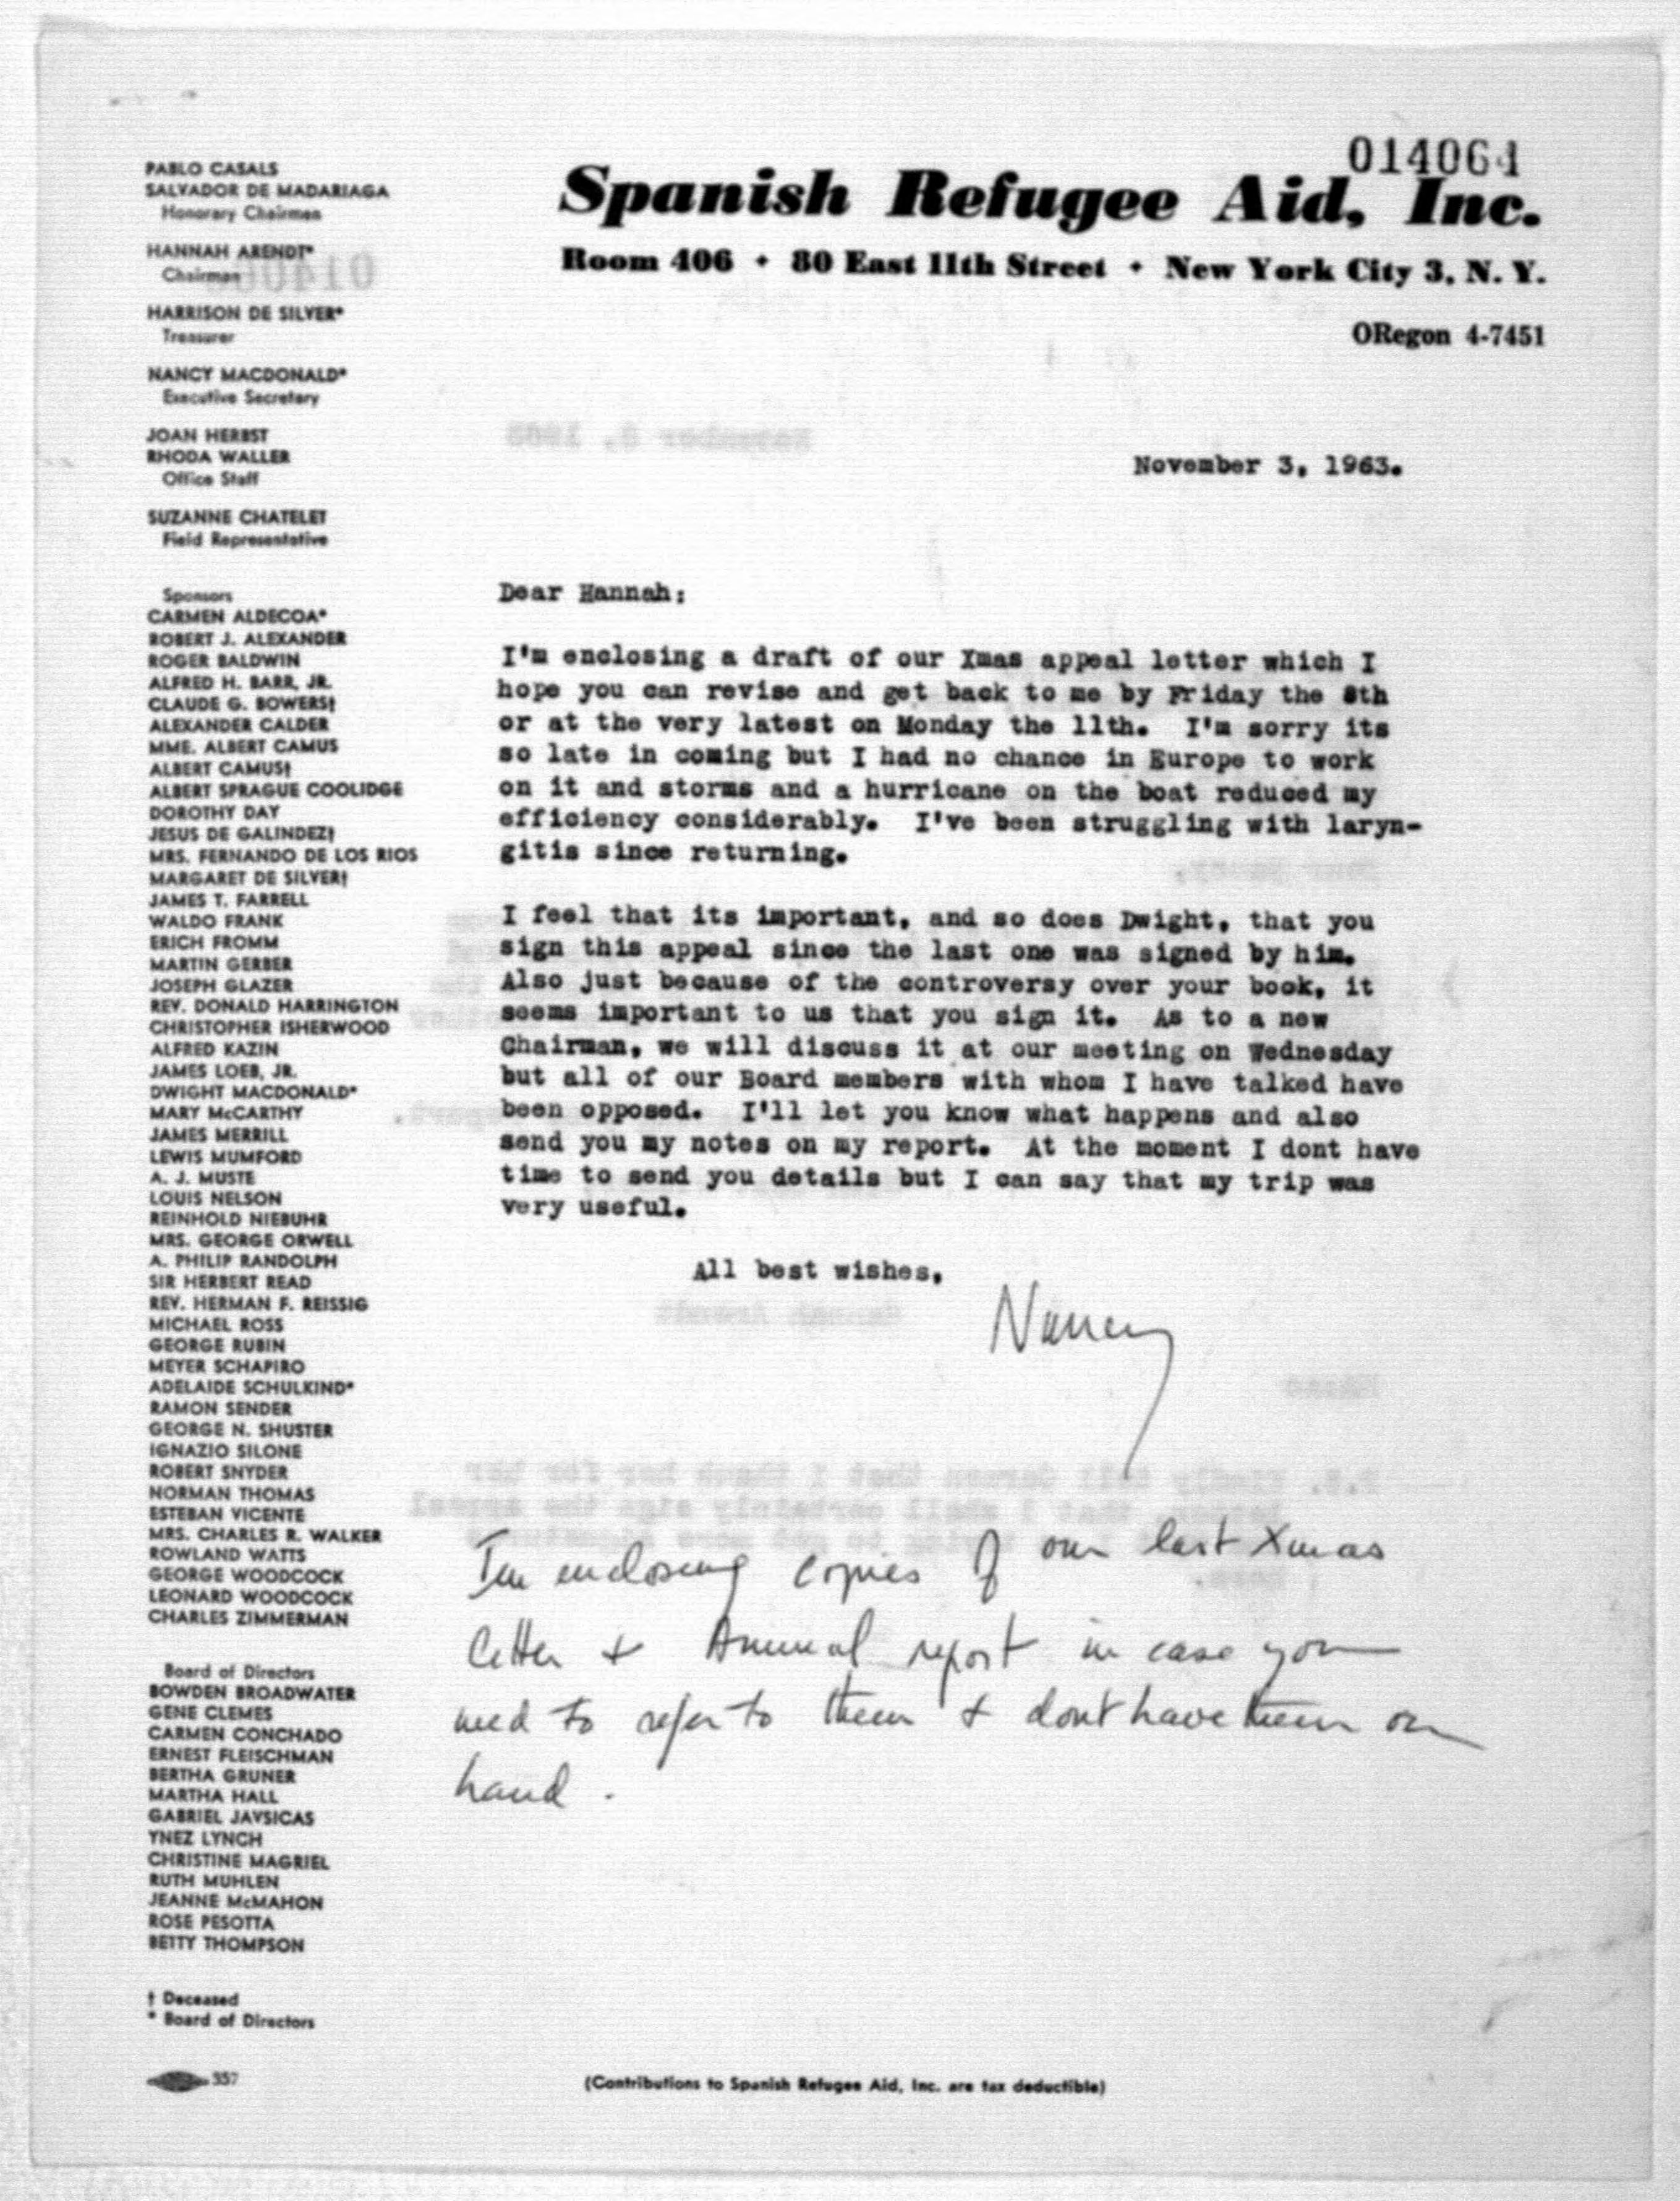 014064
Spanish Refugee Aid, Inc.
Room 406 • 80 East 11th Street • New York City 3, N. Y.
ORegon 4-7451
PABLO CASALS
SALVADOR DE MADARIAGA
Honorary Chairmen
HANNAH ARENDT*
Chairman
HARRISON DE SILVER*
Treasurer
NANCY MACDONALD*
Executive Secretary
JOAN HERBST
RHODA WALLER
Office Staff
SUZANNE CHATELET
Field Representative
Sponsors
CARMEN ALDECOA*
ROBERT J. ALEXANDER
ROGER BALDWIN
ALFRED H. BARR, JR.
CLAUDE G. BOWERS†
ALEXANDER CALDER
MME. ALBERT CAMUS
ALBERT CAMUS†
ALBERT SPRAGUE COOLIDGE
DOROTHY DAY
JESUS DE GALINDEZ†
MRS. FERNANDO DE LOS RIOS
MARGARET DE SILVER†
JAMES T. FARRELL
WALDO FRANK
ERICH FROMM
MARTIN GERBER
JOSEPH GLAZER
REV. DONALD HARRINGTON
CHRISTOPHER ISHERWOOD
ALFRED KAZIN
JAMES LOEB, JR.
DWIGHT MACDONALD*
MARY McCARTHY
JAMES MERRILL
LEWIS MUMFORD
A. J. MUSTE
LOUIS NELSON
REINHOLD NIEBUHR
MRS. GEORGE ORWELL
A. PHILIP RANDOLPH
SIR HERBERT READ
REV. HERMAN F. REISSIG
MICHAEL ROSS
GEORGE RUBIN
MEYER SCHAPIRO
ADELAIDE SCHULKIND*
RAMON SENDER
GEORGE N. SHUSTER
IGNAZIO SILONE
ROBERT SNYDER
NORMAN THOMAS
ESTEBAN VICENTE
MRS. CHARLES R. WALKER
ROWLAND WATTS
GEORGE WOODCOCK
LEONARD WOODCOCK
CHARLES ZIMMERMAN
Board of Directors
BOWDEN BROADWATER
GENE CLEMES
CARMEN CONCHADO
ERNEST FLEISCHMAN
BERTHA GRUNER
MARTHA HALL
GABRIEL JAVSICAS
YNEZ LYNCH
CHRISTINE MAGRIEL
RUTH MUHLEN
JEANNE McMAHON
ROSE PESOTTA
BETTY THOMPSON
† Deceased
* Board of Directors
357
November 3, 1963.
Dear Hannah:
I'm enclosing a draft of our Xmas appeal letter which I
hope you can revise and get back to me by Friday the 8th
or at the very latest on Monday the 11th. I'm sorry its
so late in coming but I had no chance in Europe to work
on it and storms and a hurricane on the boat reduced my
efficiency considerably. I've been struggling with laryn-
gitis since returning.
I feel that its important, and so does Dwight, that you
sign this appeal since the last one was signed by him.
Also just because of the controversy over your book, it
seems important to us that you sign it. As to a new
Chairman, we will discuss it at our meeting on Wednesday
but all of our Board members with whom I have talked have
been opposed. I'll let you know what happens and also
send you my notes on my report. At the moment I dont have
time to send you details but I can say that my trip was
very useful.
All best wishes,
Nancy
I'm enclosing copies of our last Xmas
letter & Annual report in case you
need to refer to them & dont have them on
hand.
(Contributions to Spanish Refugee Aid, Inc. are tax deductible)